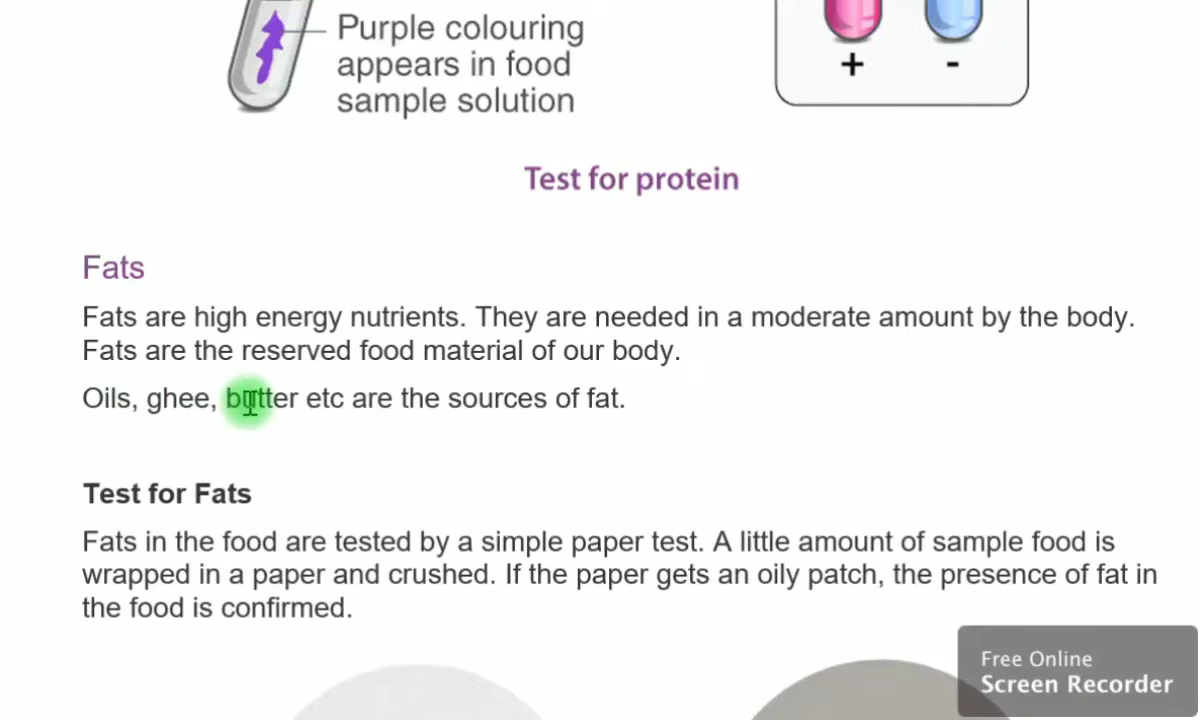 Purple colouring
appears in food
sample solution
+ -
Test for protein
Fats
Fats are high energy nutrients. They are needed in a moderate amount by the body.
Fats are the reserved food material of our body.
Oils, ghee, butter etc are the sources of fat.
Test for Fats
Fats in the food are tested by a simple paper test. A little amount of sample food is
wrapped in a paper and crushed. If the paper gets an oily patch, the presence of fat in
the food is confirmed.
Free Online
Screen Recorder